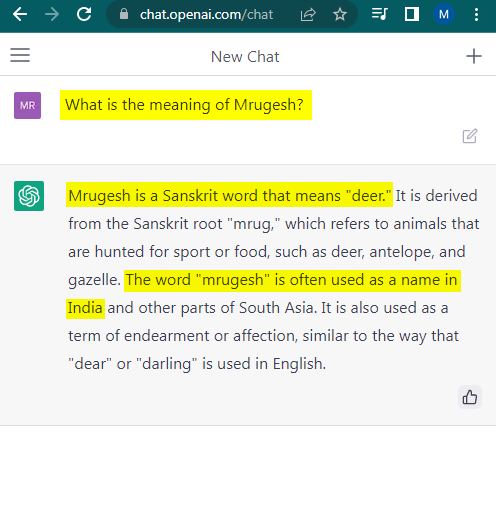 chat.openai.com/chat
M
New Chat
MR
What is the meaning of Mrugesh?
Mrugesh is a Sanskrit word that means "deer." It is derived
from the Sanskrit root "mrug," which refers to animals that
are hunted for sport or food, such as deer, antelope, and
gazelle. The word "mrugesh" is often used as a name in
India and other parts of South Asia. It is also used as a
term of endearment or affection, similar to the way that
"dear" or "darling" is used in English.